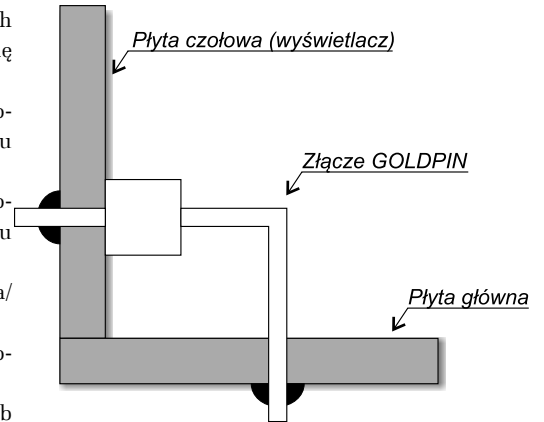 h
ę
Płyta czołowa (wyświetlacz)
o-
u
Złącze GOLDPIN
o-
u
a/
Płyta główna
o-
b